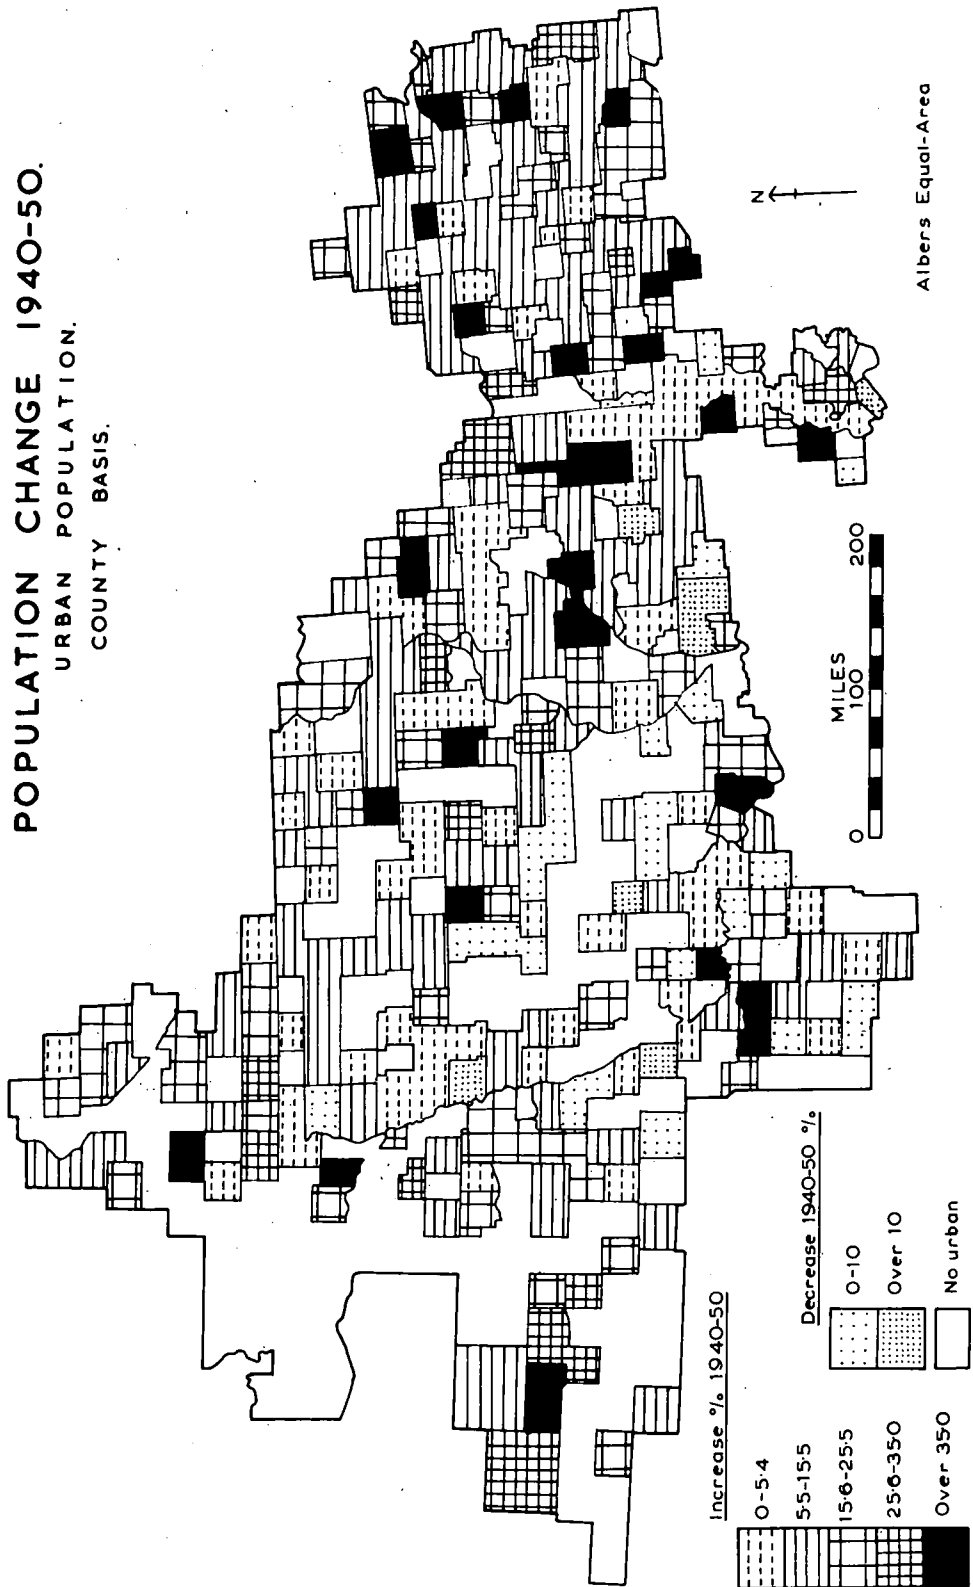 POPULATION CHANGE 1940-50.
URBAN POPULATION.
COUNTY BASIS.
N
Albers Equal-Area
MILES
0 100 200
Increase % 1940-50
0-5·4
5·5-15·5
15·6-25·5
25·6-35·0
Over 35·0
Decrease 1940-50 %
0-10
Over 10
No urban